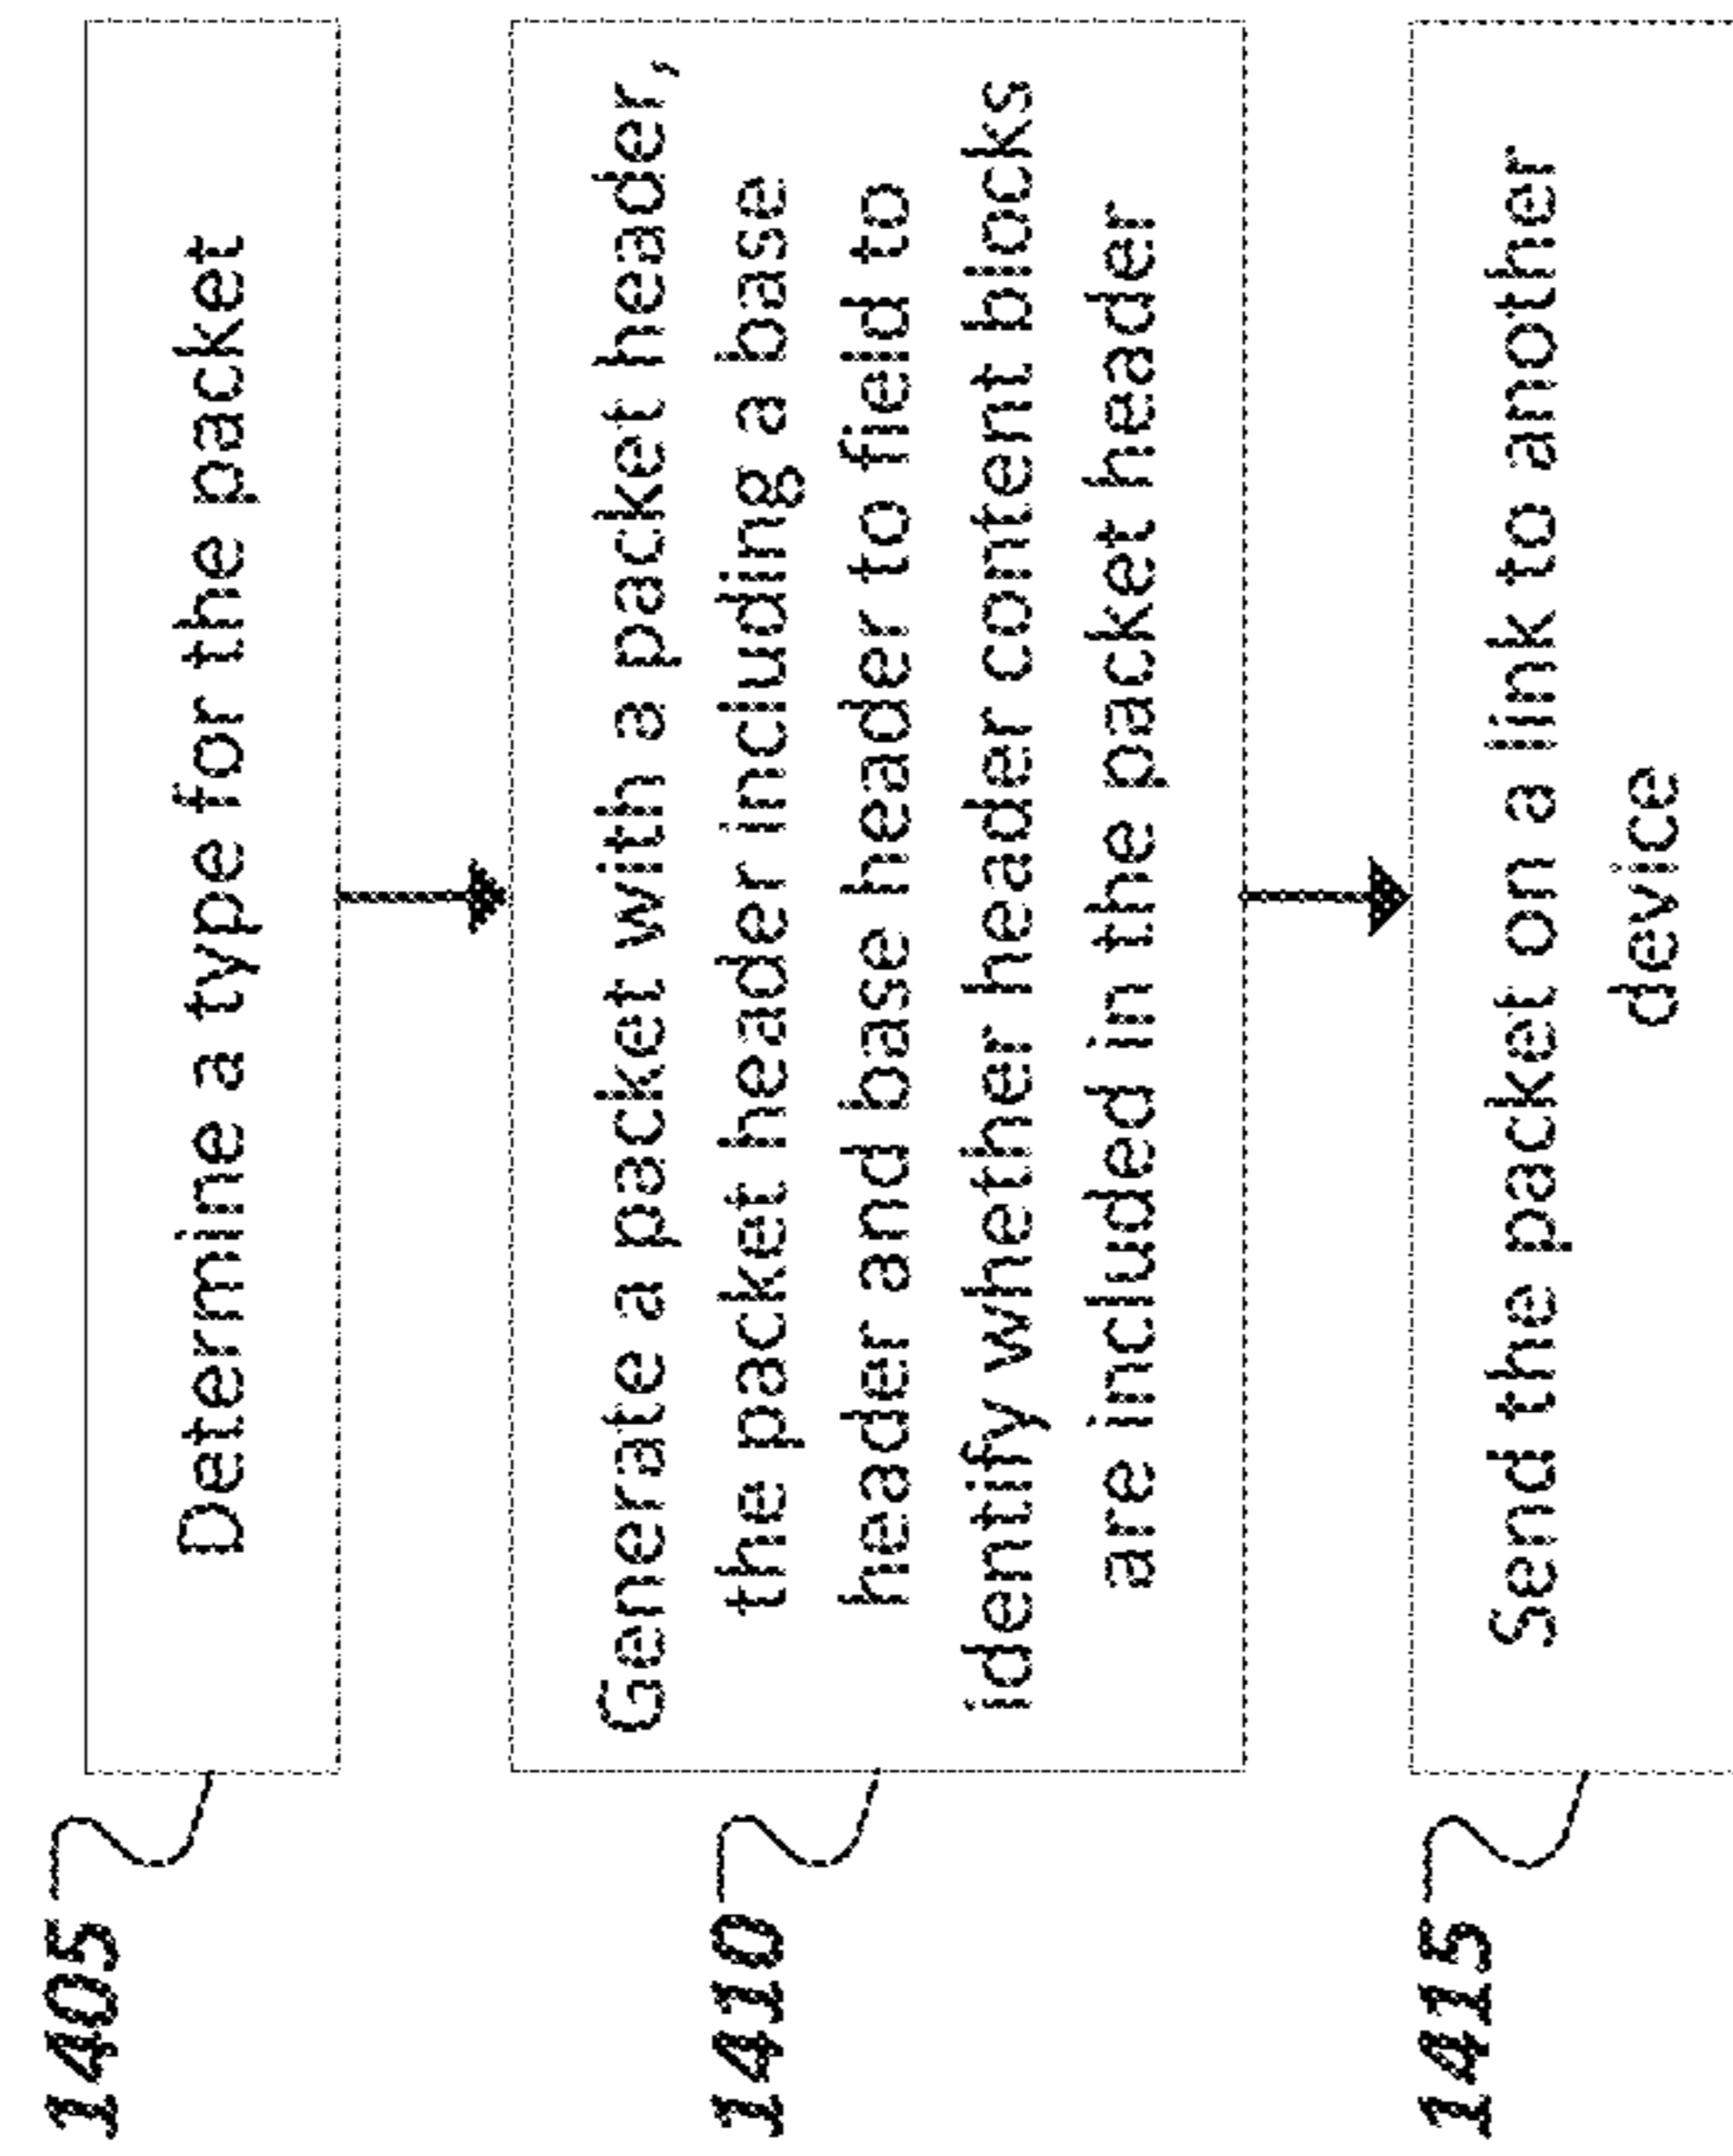 1405
Determine a type for the packet
1410
Generate a packet with a packet header,
the packet header including a base
header and base header to field to
identify whether header content blocks
are included in the packet header
1415
Send the packet on a link to another
device